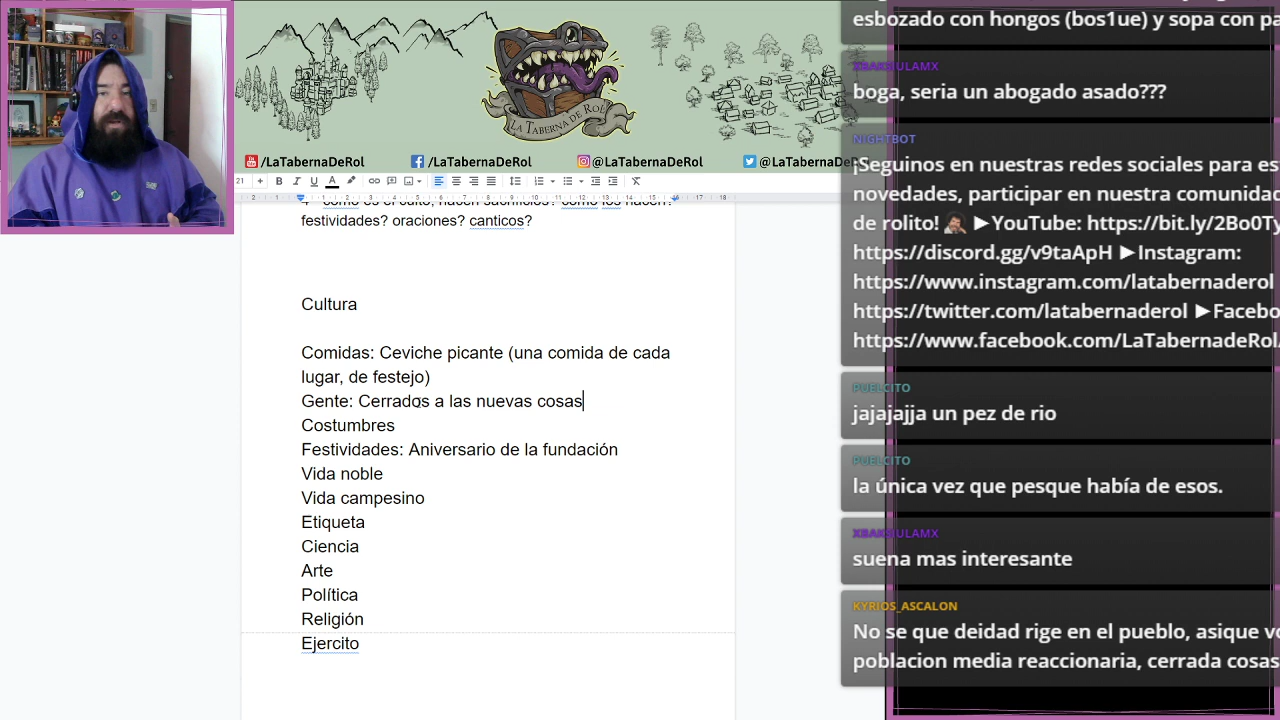 LA TABERNA DE ROL
/LaTabernaDeRol
/LaTabernaDeRol
@LaTabernaDeRol
@LaTabernaDeRol
21
festividades? oraciones? canticos?
Cultura
Comidas: Ceviche picante (una comida de cada
lugar, de festejo)
Gente: Cerrados a las nuevas cosas
Costumbres
Festividades: Aniversario de la fundación
Vida noble
Vida campesino
Etiqueta
Ciencia
Arte
Política
Religión
Ejercito
esbozado con hongos (bos1ue) y sopa con
boga, seria un abogado asado???
NIGHTBOT
¡Seguinos en nuestras redes sociales para
novedades, participar en nuestra comunidad
de rolito! ►YouTube: https://bit.ly/2Bo0Ty
https://discord.gg/v9taApH ►Instagram:
https://www.instagram.com/latabernaderol
https://twitter.com/latabernaderol ►Facebo
https://www.facebook.com/LaTabernadeRol
PUELCITO
jajajajja un pez de rio
PUELCITO
la única vez que pesque había de esos.
suena mas interesante
KYRIOS_ASCALON
No se que deidad rige en el pueblo, asique
poblacion media reaccionaria, cerrada cosas